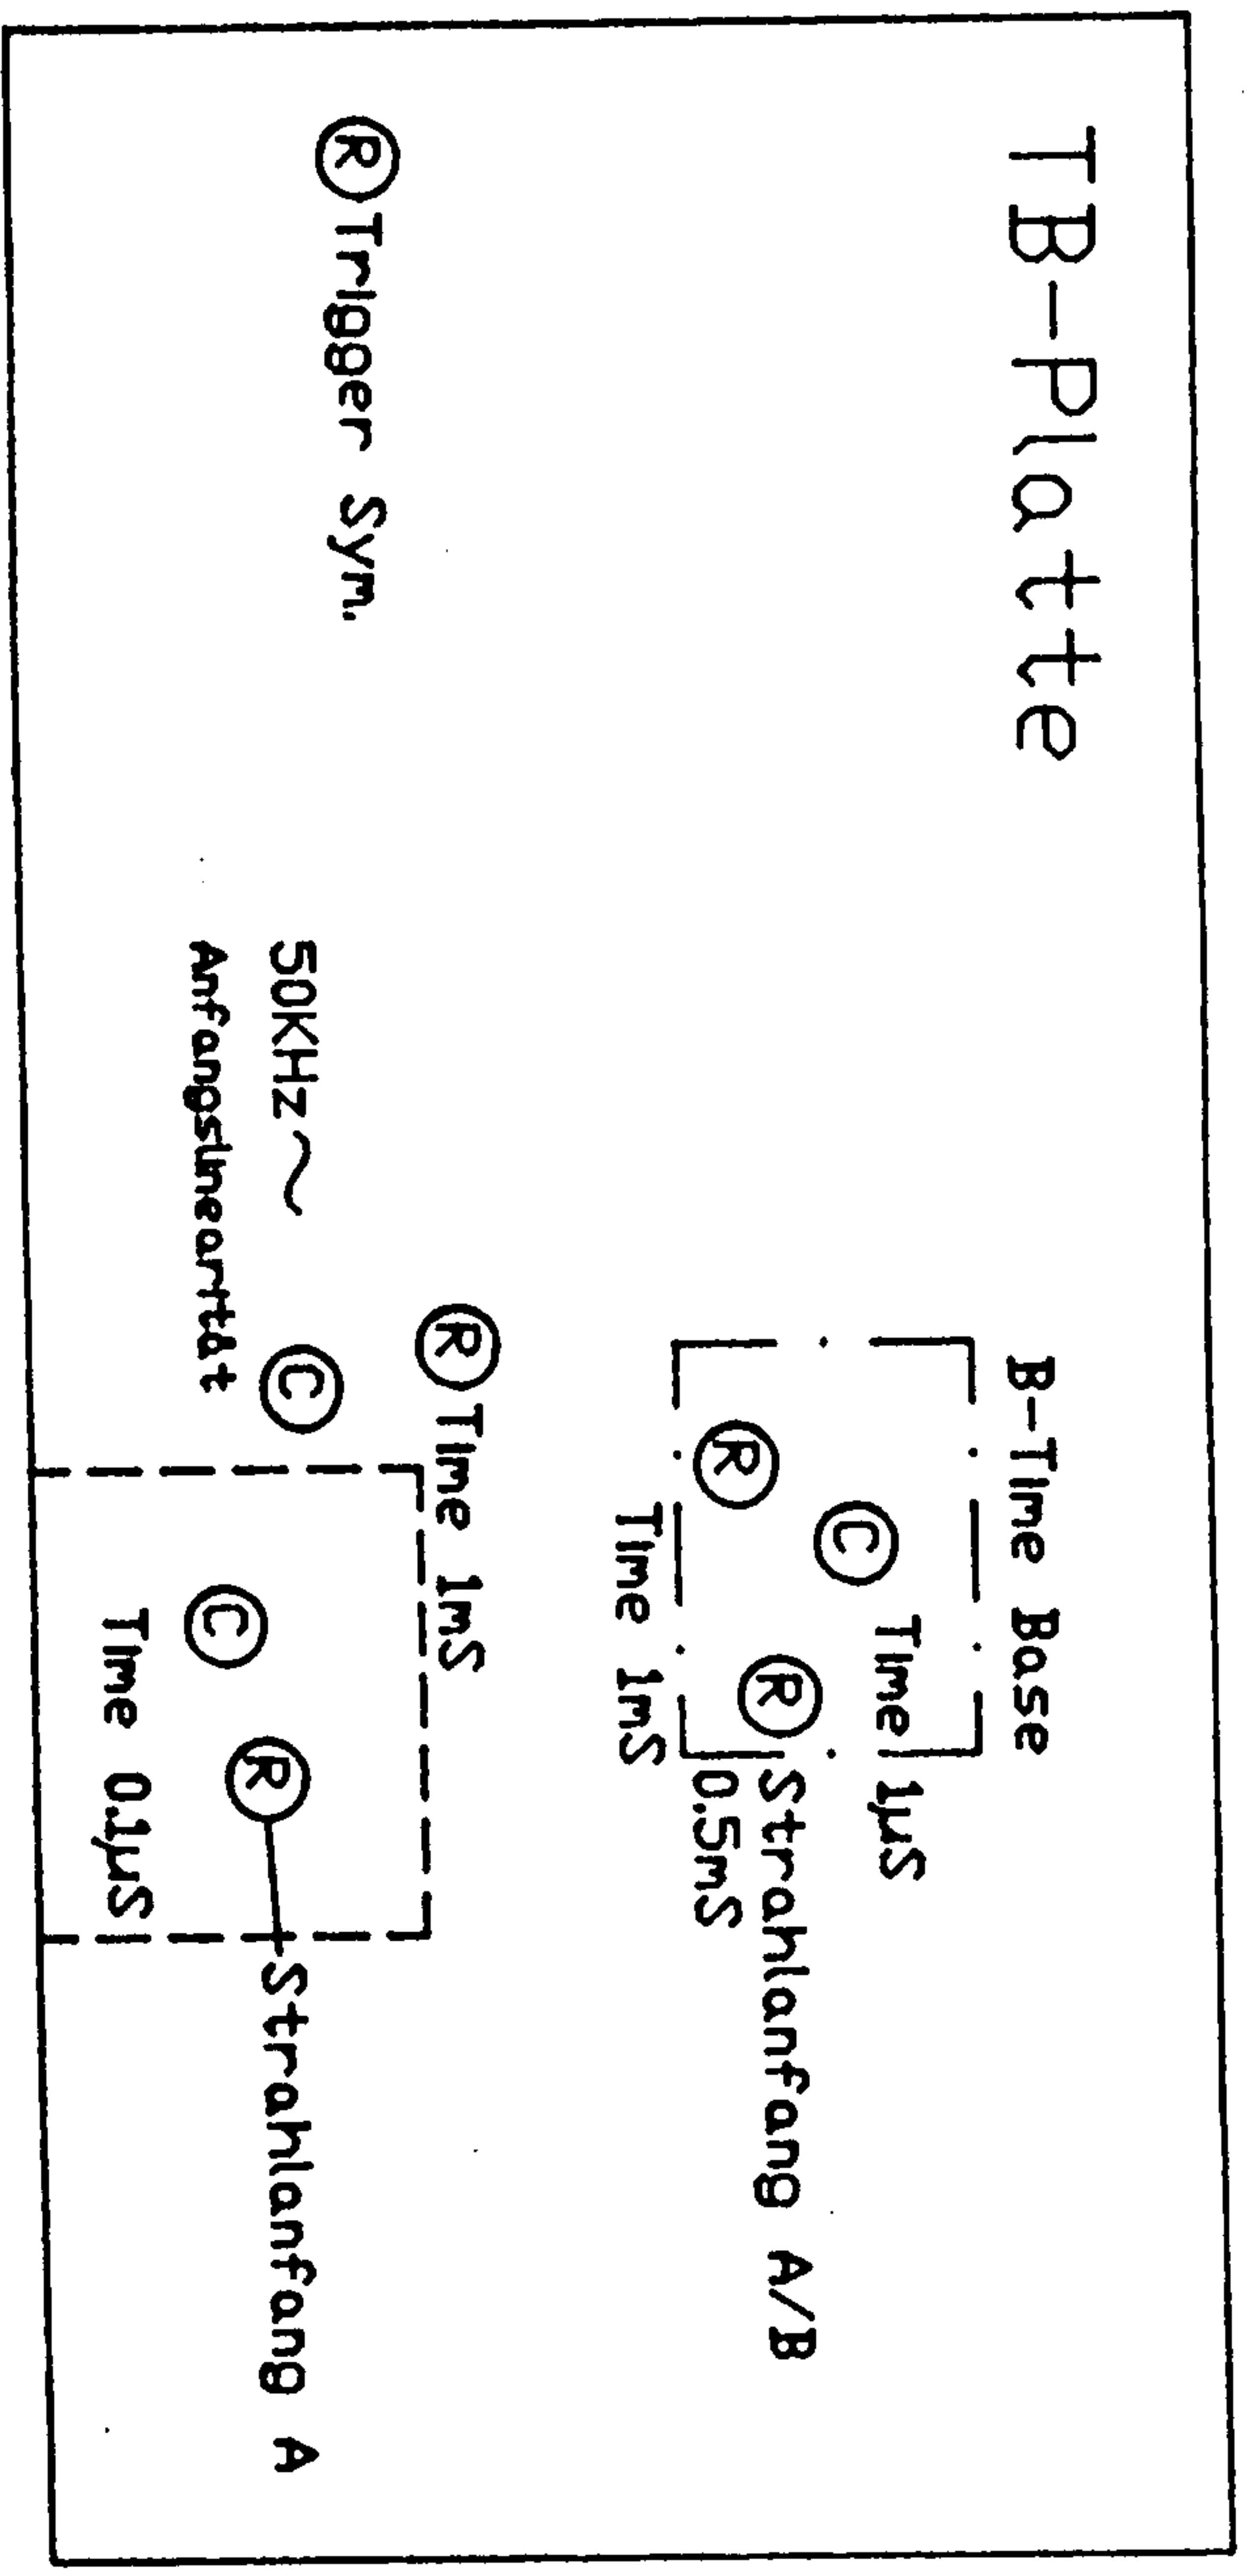 TB-Platte
B-Time Base
C
Time 1µS
R
Strahlanfang A/B
R
0.5mS
Time 1mS
R Time 1mS
R Trigger Sym.
50KHz ~
C
Anfangslinearität
R
Strahlanfang A
C
Time 0.1µS